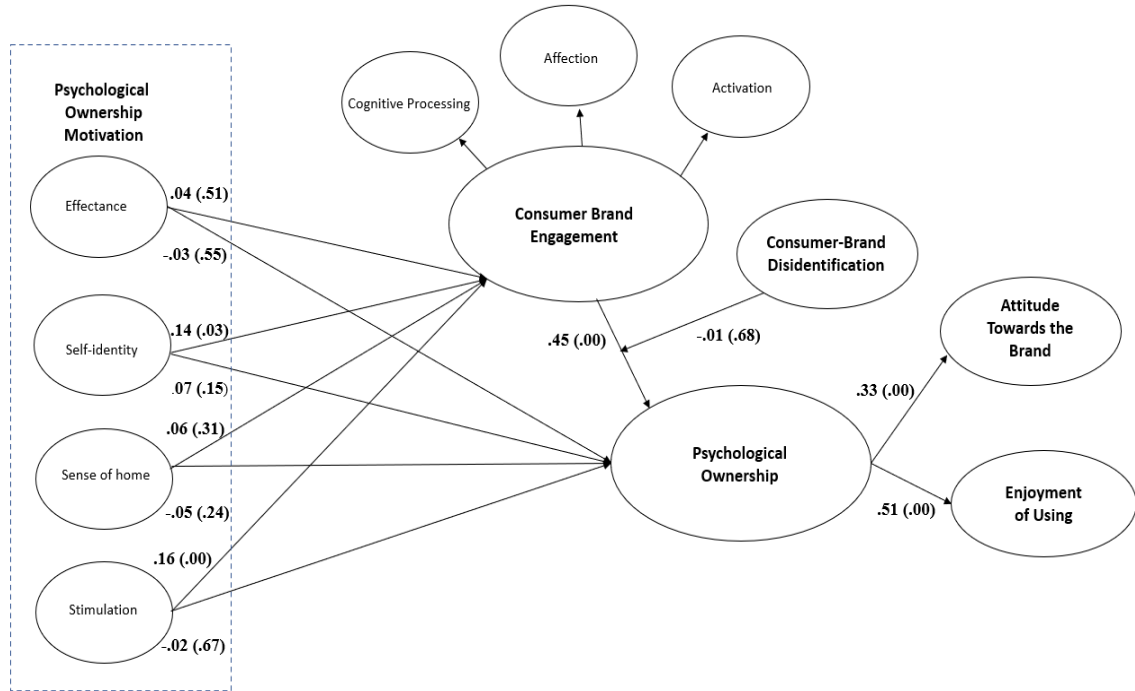 Psychological
Ownership
Motivation
Effectance
.04 (.51)
-.03 (.55)
Self-identity
.14 (.03)
.07 (.15)
.06 (.31)
Sense of home
-.05 (.24)
.16 (.00)
Stimulation
-.02 (.67)
Cognitive Processing
Affection
Activation
Consumer Brand
Engagement
Consumer-Brand
Disidentification
.45 (.00)
-.01 (.68)
Psychological
Ownership
Attitude
Towards the
Brand
.33 (.00)
.51 (.00)
Enjoyment
of Using